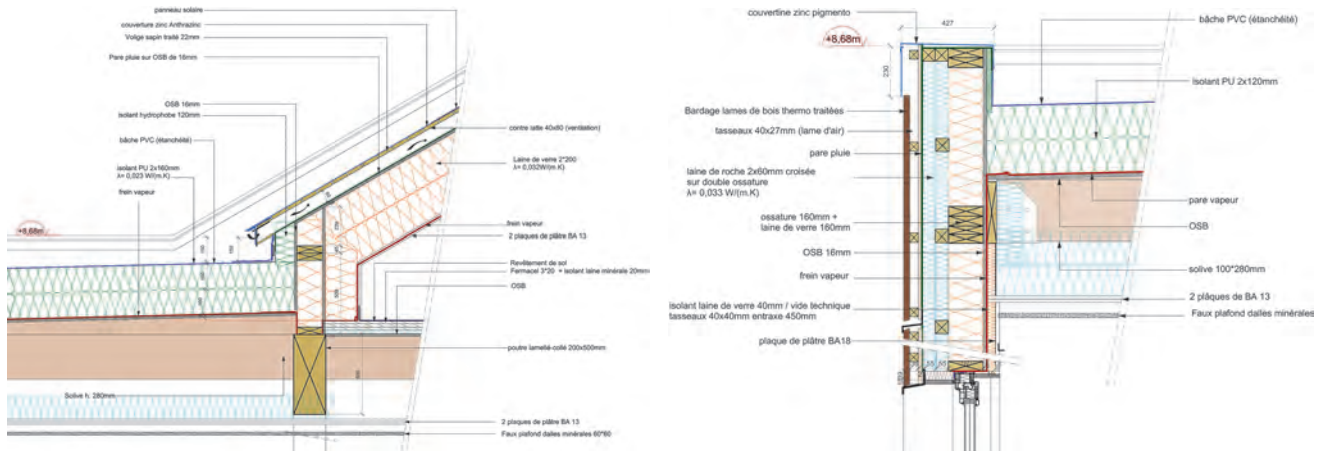 panneau solaire
couverture zinc Anthrazinc
Volige sapin traité 22mm
Pare pluie sur OSB de 16mm
OSB 16mm
isolant hydrophobe 120mm
bâche PVC (étanchéité)
isolant PU 2x160mm
λ= 0,023 W/(m.K)
frein vapeur
+8,68m
contre latte 40x60 (ventilation)
Laine de verre 2*200
λ= 0,032W/(m.K)
frein vapeur
2 plaques de plâtre BA 13
Revêtement de sol
Fermacel 3*20 + isolant laine minérale 20mm
OSB
poutre lamellé-collé 200x500mm
Solive h. 280mm
2 plaques de plâtre BA 13
Faux plafond dalles minérales 60*60
couvertine zinc pigmento
427
+8,68m
230
Bardage lames de bois thermo traitées
tasseaux 40x27mm (lame d'air)
pare pluie
laine de roche 2x60mm croisée
sur double ossature
λ= 0,033 W/(m.K)
ossature 160mm +
laine de verre 160mm
OSB 16mm
frein vapeur
isolant laine de verre 40mm / vide technique
tasseaux 40x40mm entraxe 450mm
plaque de plâtre BA18
bâche PVC (étanchéité)
isolant PU 2x120mm
pare vapeur
OSB
solive 100*280mm
2 plâques de BA 13
Faux plafond dalles minérales